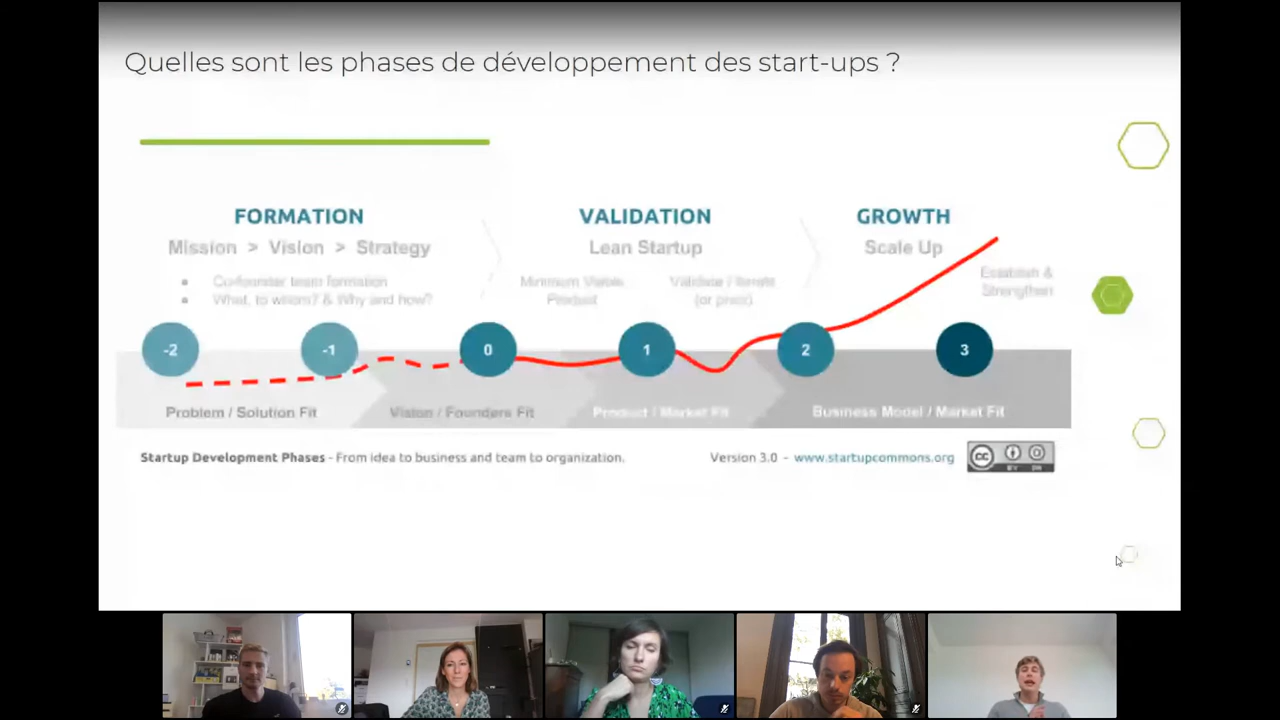 Quelles sont les phases de développement des start-ups ?
FORMATION
Mission > Vision > Strategy
Co-founder team formation
What, to whom? & Why and how?
VALIDATION
Lean Startup
Minimum Viable
Product
Validate / Iterate
(or pivot)
GROWTH
Scale Up
Establish &
Strengthen
-2 -1 0 1 2 3
Problem / Solution Fit Vision / Founders Fit Product / Market Fit Business Model / Market Fit
Startup Development Phases - From idea to business and team to organization. Version 3.0 - www.startupcommons.org
cc